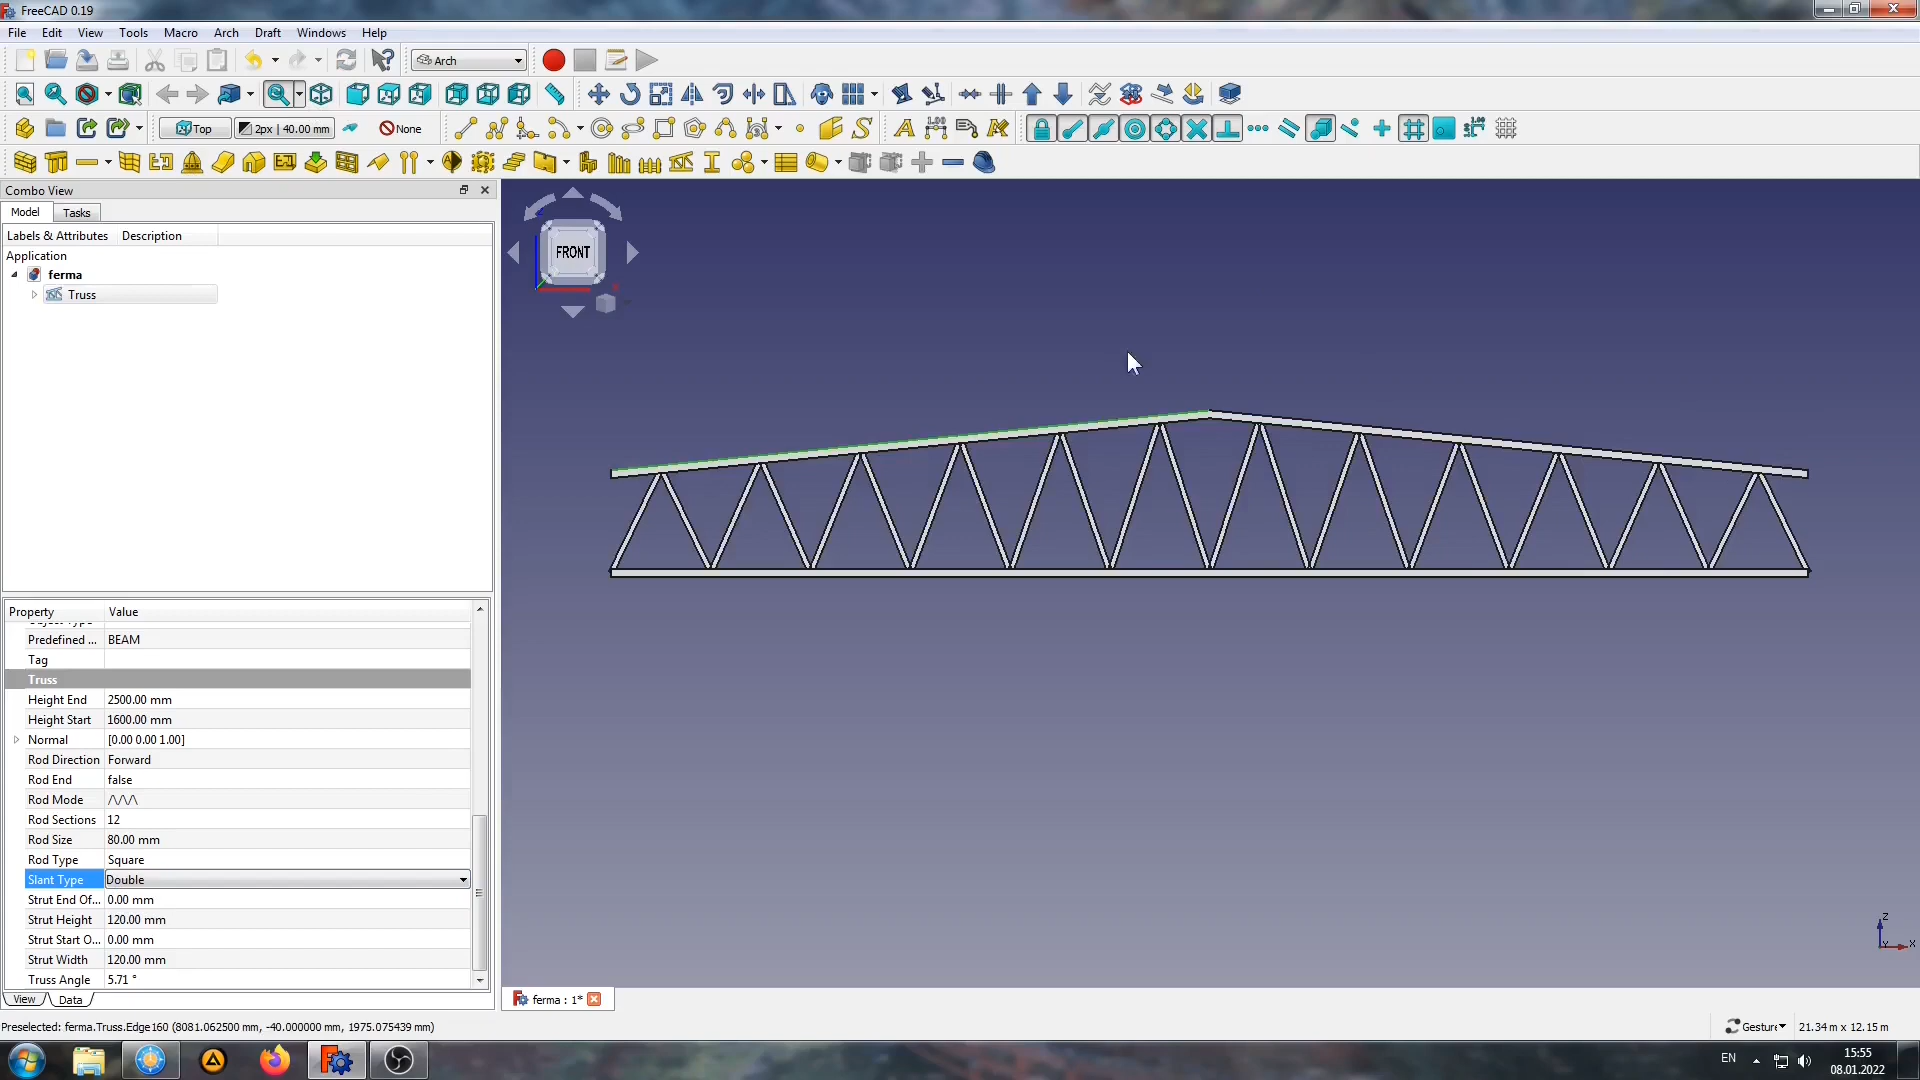 FreeCAD 0.19
File Edit View Tools Macro Arch Draft Windows Help
Arch
Top 2px | 40.00 mm None
Combo View
Model Tasks
Labels & Attributes Description
Application
ferma
Truss
Property Value
Predefined ... BEAM
Tag
Truss
Height End 2500.00 mm
Height Start 1600.00 mm
Normal [0.00 0.00 1.00]
Rod Direction Forward
Rod End false
Rod Mode /\/\/\
Rod Sections 12
Rod Size 80.00 mm
Rod Type Square
Slant Type Double
Strut End Of... 0.00 mm
Strut Height 120.00 mm
Strut Start O... 0.00 mm
Strut Width 120.00 mm
Truss Angle 5.71 °
View Data
FRONT
Z
X
ferma : 1*
Preselected: ferma.Truss.Edge160 (8081.062500 mm, -40.000000 mm, 1975.075439 mm)
Gesture 21.34 m x 12.15 m
EN
15:55
08.01.2022